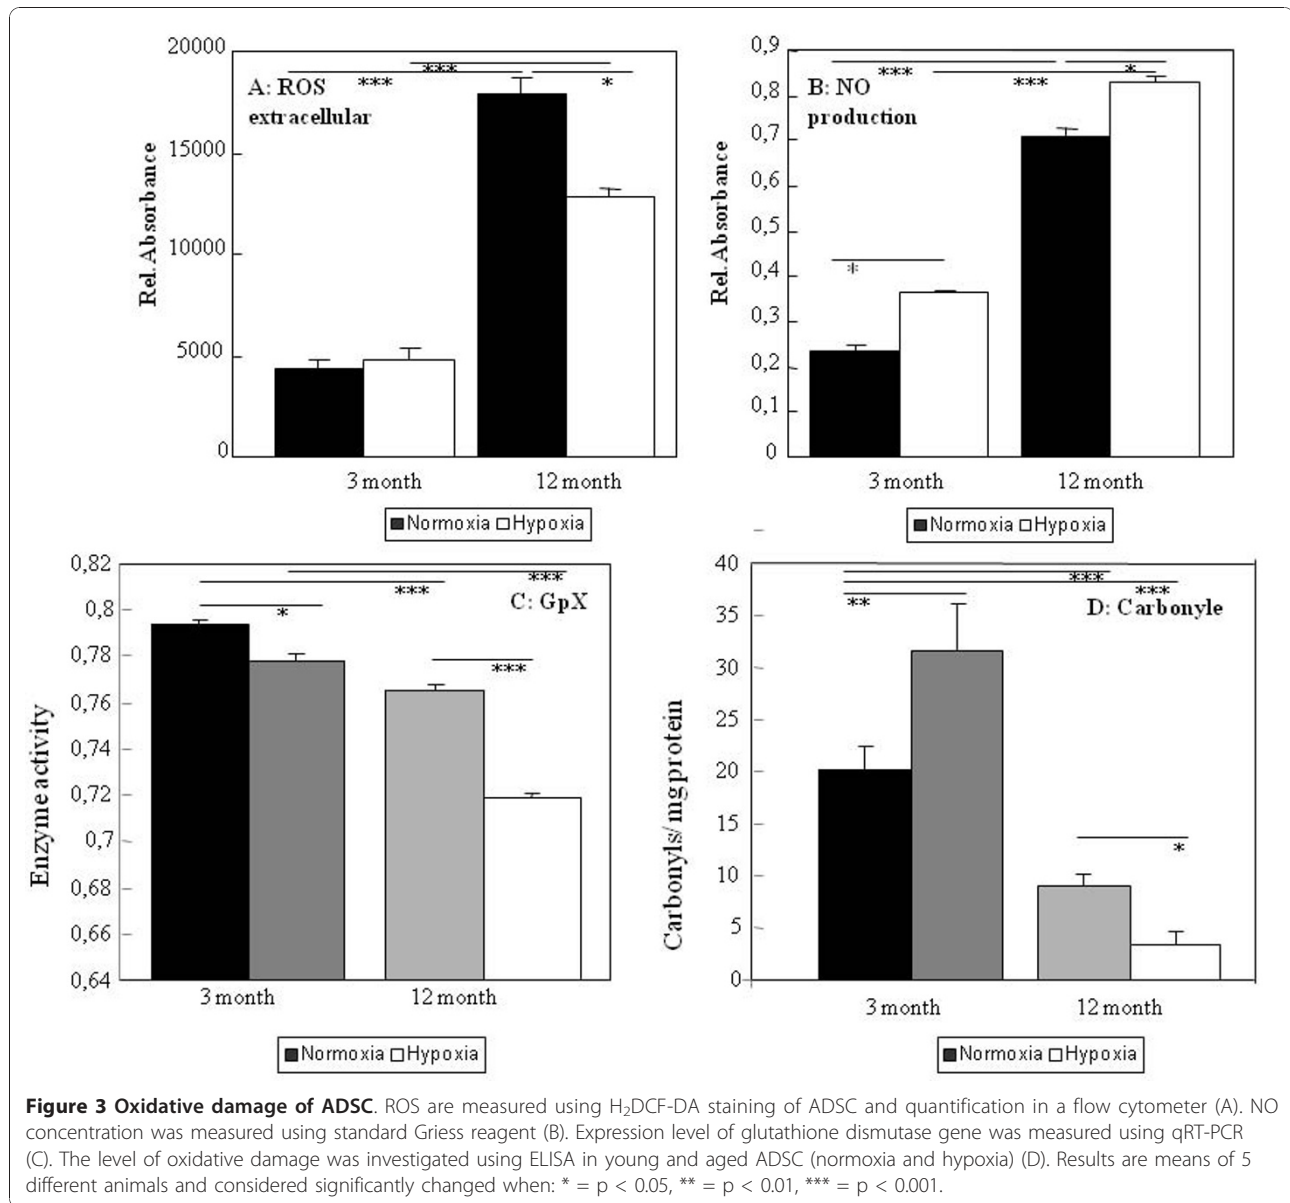 20000
15000
10000
5000
0
Rel. Absorbance
A: ROS
extracellular
***
***
*
3 month
12 month
Normoxia Hypoxia
0,9
0,8
0,7
0,6
0,5
0,4
0,3
0,2
0,1
0
Rel. Absorbance
B: NO
production
***
***
*
*
3 month
12 month
Normoxia Hypoxia
0,82
0,8
0,78
0,76
0,74
0,72
0,7
0,68
0,66
0,64
Enzyme activity
C: GpX
***
***
*
***
3 month
12 month
Normoxia Hypoxia
40
35
30
25
20
15
10
5
0
Carbonyls/mgprotein
D: Carbonyle
***
***
**
*
3 month
12 month
Normoxia Hypoxia
Figure 3 Oxidative damage of ADSC. ROS are measured using H₂DCF-DA staining of ADSC and quantification in a flow cytometer (A). NO
concentration was measured using standard Griess reagent (B). Expression level of glutathione dismutase gene was measured using qRT-PCR
(C). The level of oxidative damage was investigated using ELISA in young and aged ADSC (normoxia and hypoxia) (D). Results are means of 5
different animals and considered significantly changed when: * = p < 0.05, ** = p < 0.01, *** = p < 0.001.